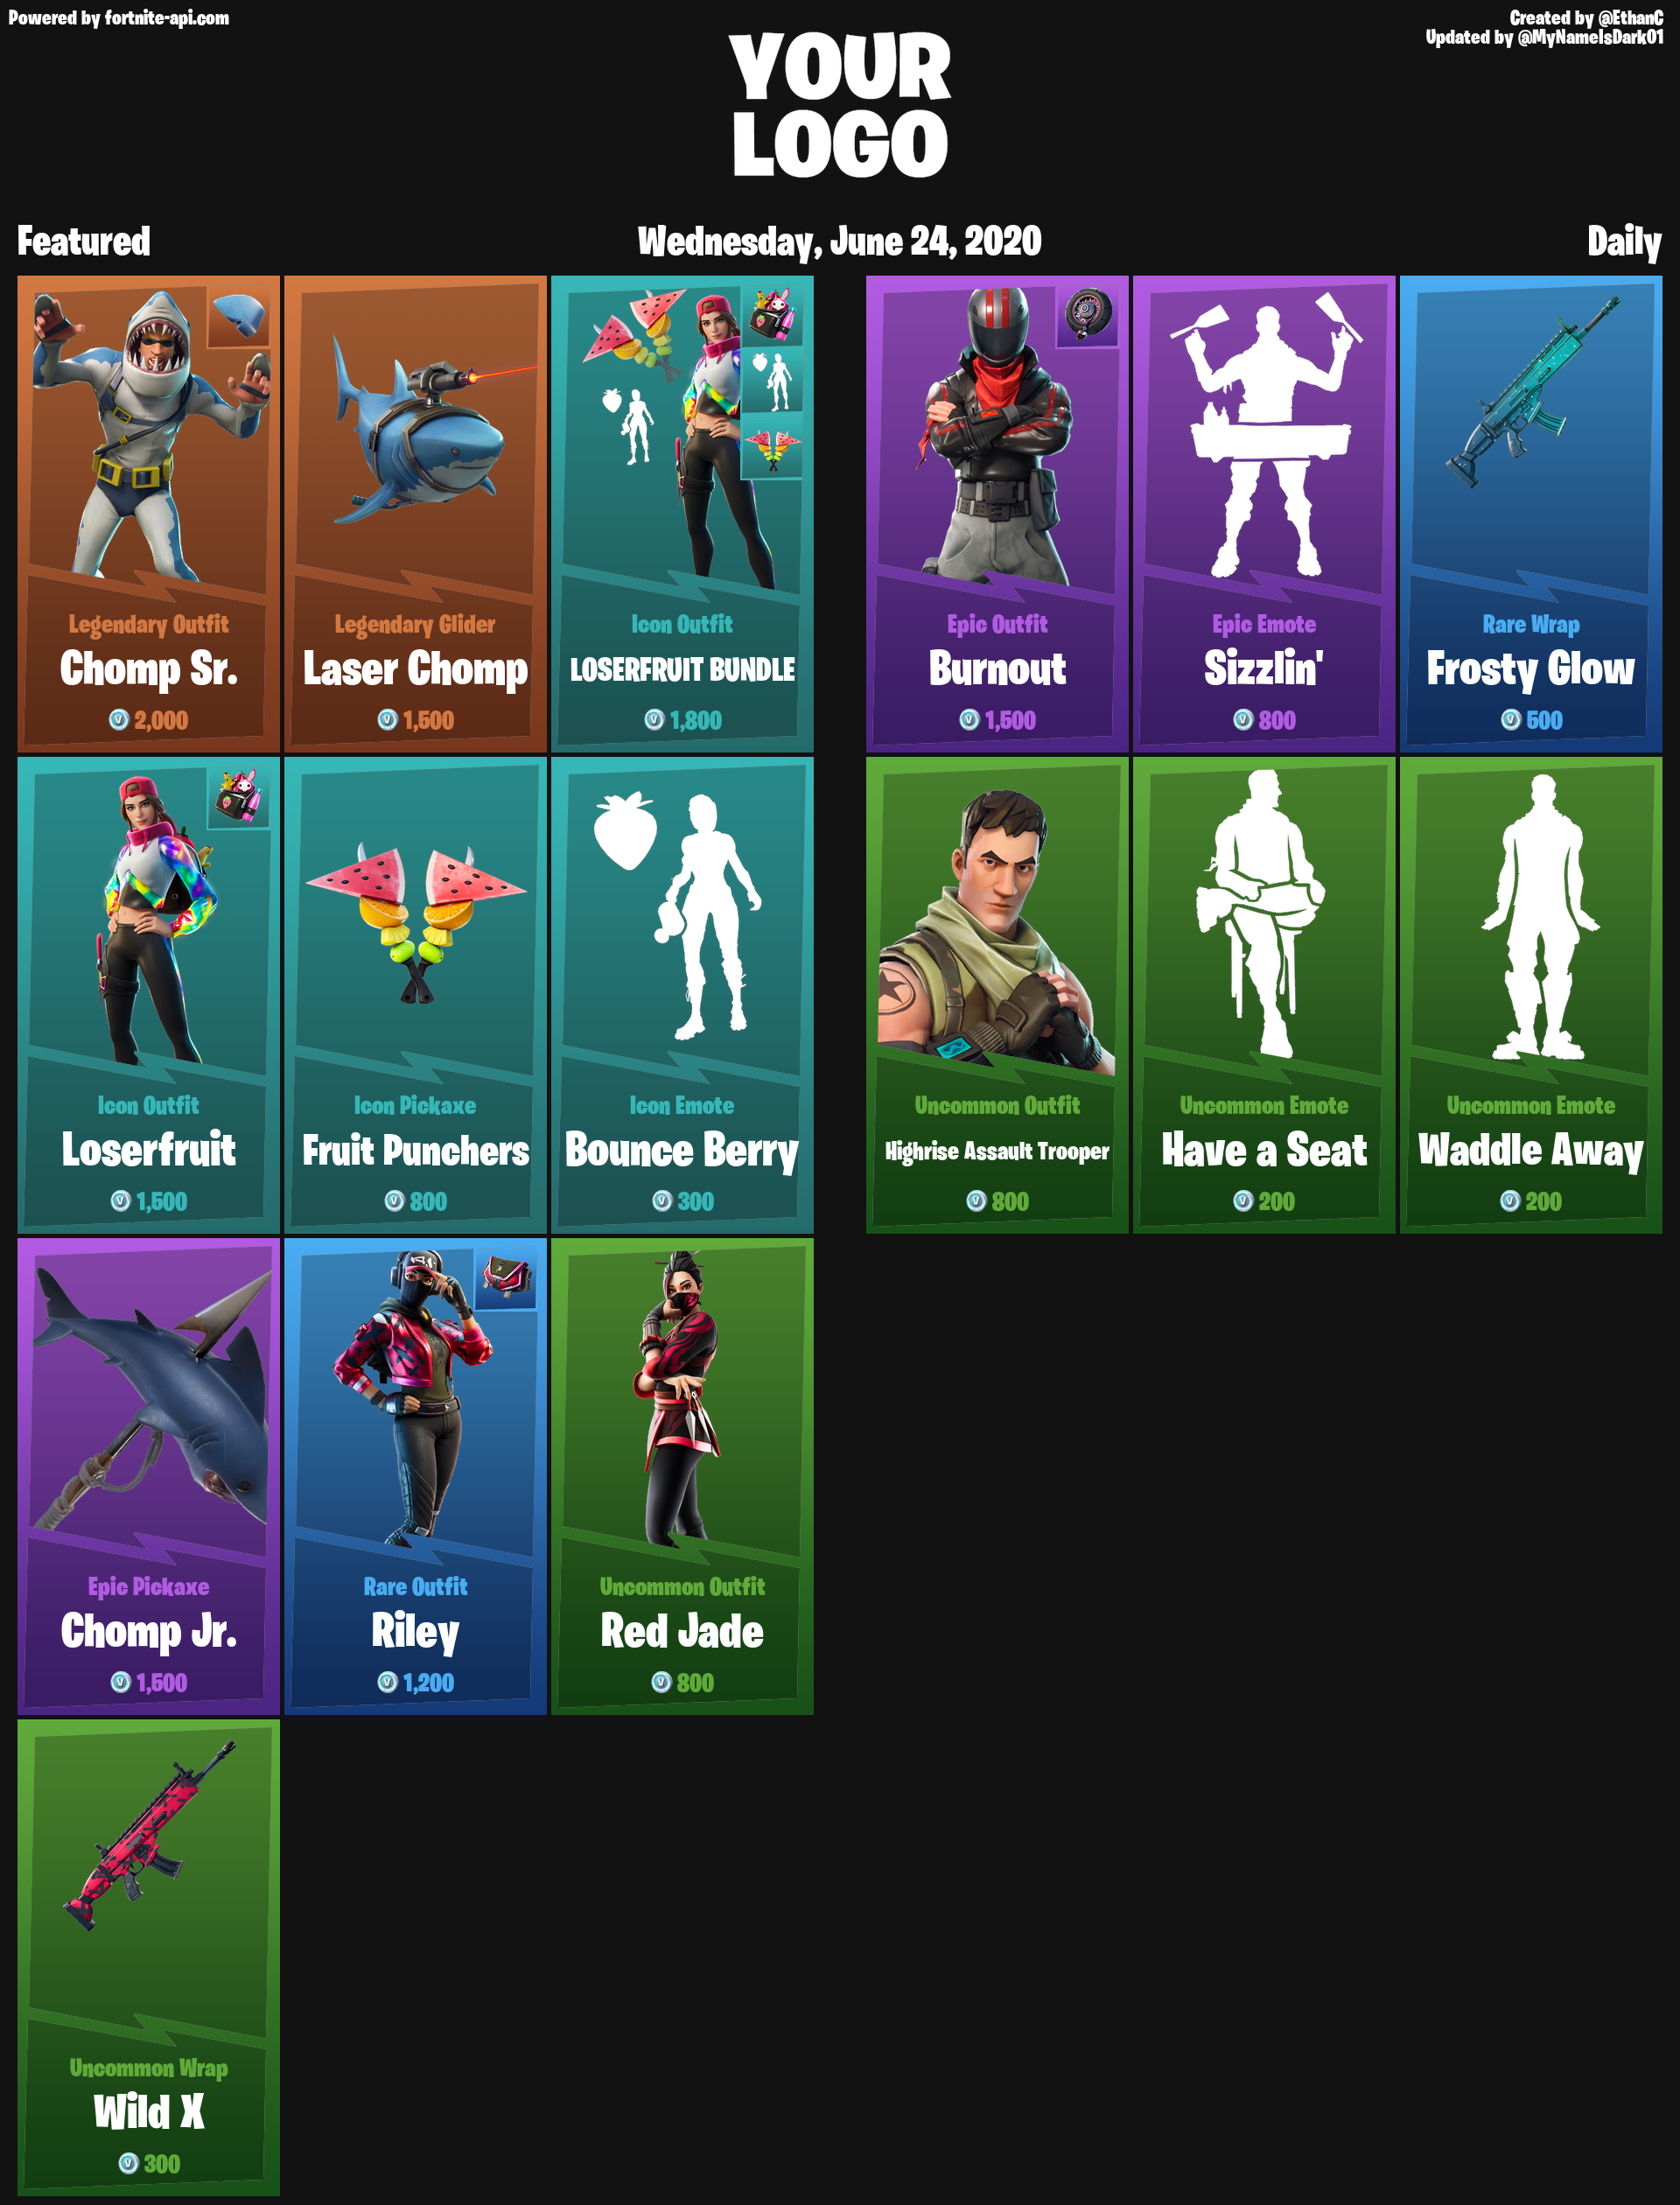 Powered by fortnite-api.com
Created by @EthanC
Updated by @MyNameIsDark01
YOUR
LOGO
Featured
Wednesday, June 24, 2020
Daily
Legendary Outfit
Chomp Sr.
2,000
Legendary Glider
Laser Chomp
1,500
Icon Outfit
LOSERFRUIT BUNDLE
1,800
Epic Outfit
Burnout
1,500
Epic Emote
Sizzlin'
800
Rare Wrap
Frosty Glow
500
Icon Outfit
Loserfruit
1,500
Icon Pickaxe
Fruit Punchers
800
Icon Emote
Bounce Berry
300
Uncommon Outfit
Highrise Assault Trooper
800
Uncommon Emote
Have a Seat
200
Uncommon Emote
Waddle Away
200
Epic Pickaxe
Chomp Jr.
1,500
Rare Outfit
Riley
1,200
Uncommon Outfit
Red Jade
800
Uncommon Wrap
Wild X
300